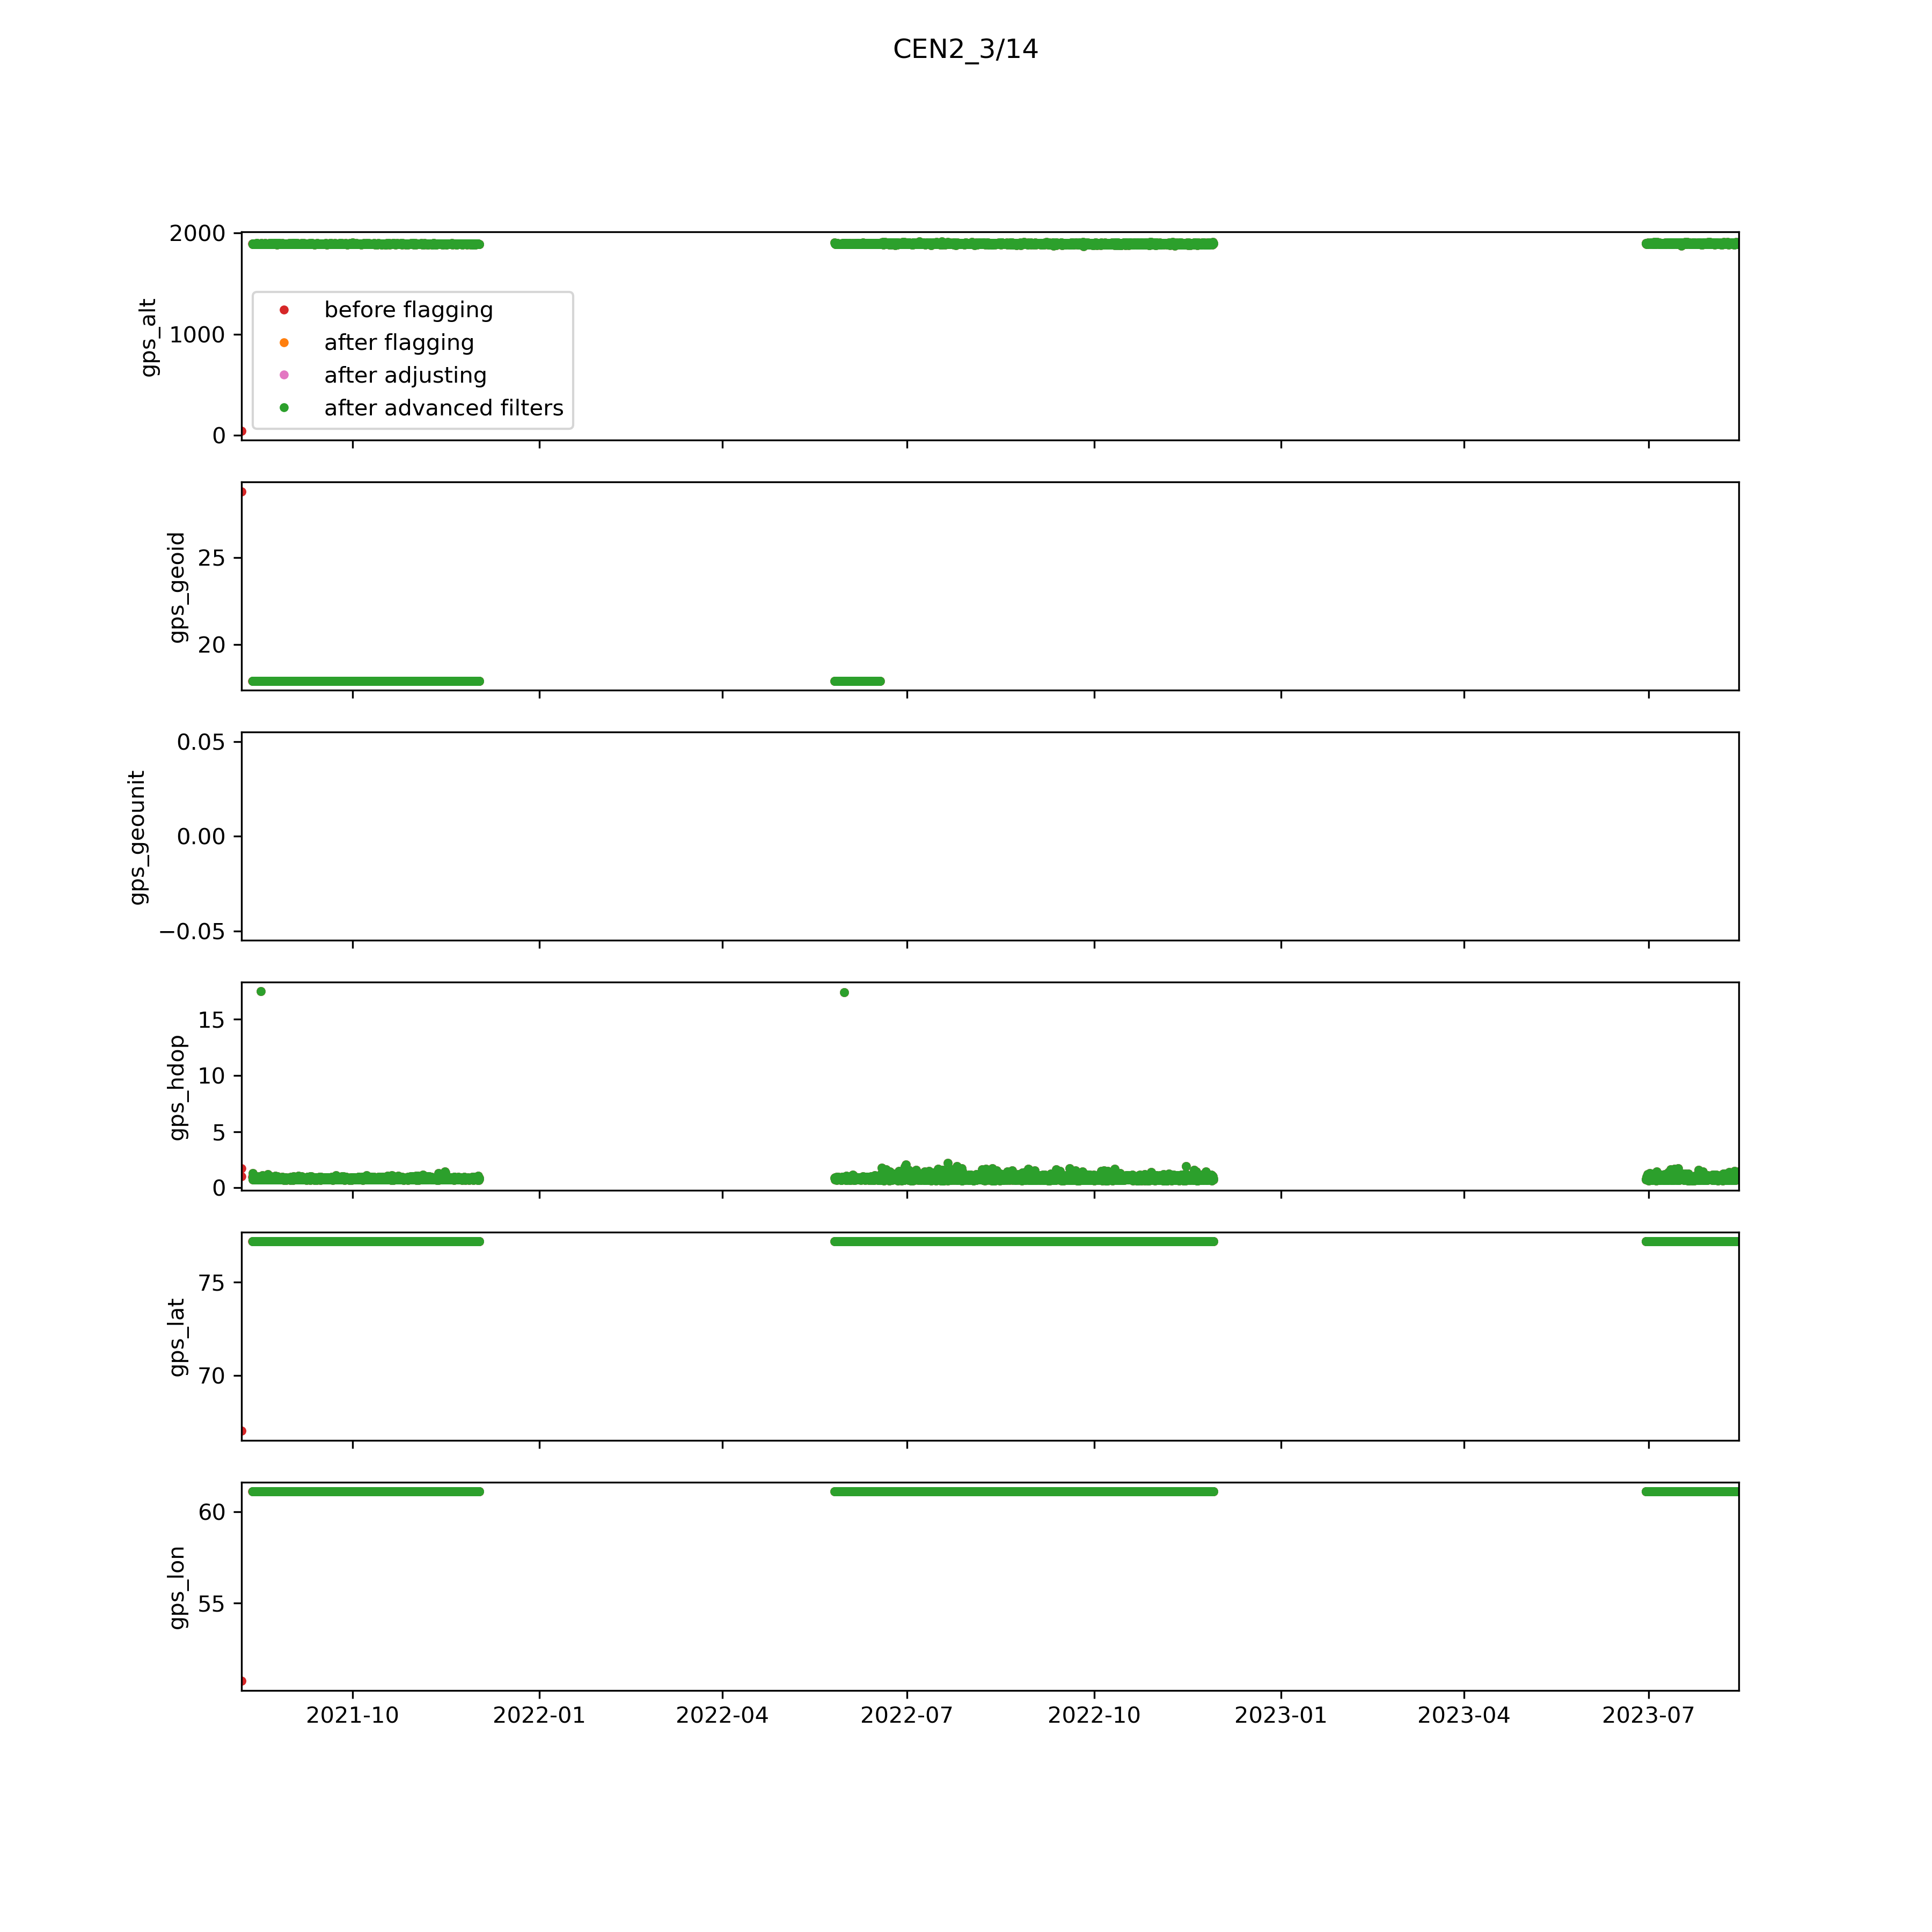 CEN2_3/14
2000
1000
0
gps_alt
before flagging
after flagging
after adjusting
after advanced filters
25
20
gps_geoid
0.05
0.00
−0.05
gps_geounit
15
10
5
0
gps_hdop
75
70
gps_lat
60
55
gps_lon
2021-10 2022-01 2022-04 2022-07 2022-10 2023-01 2023-04 2023-07